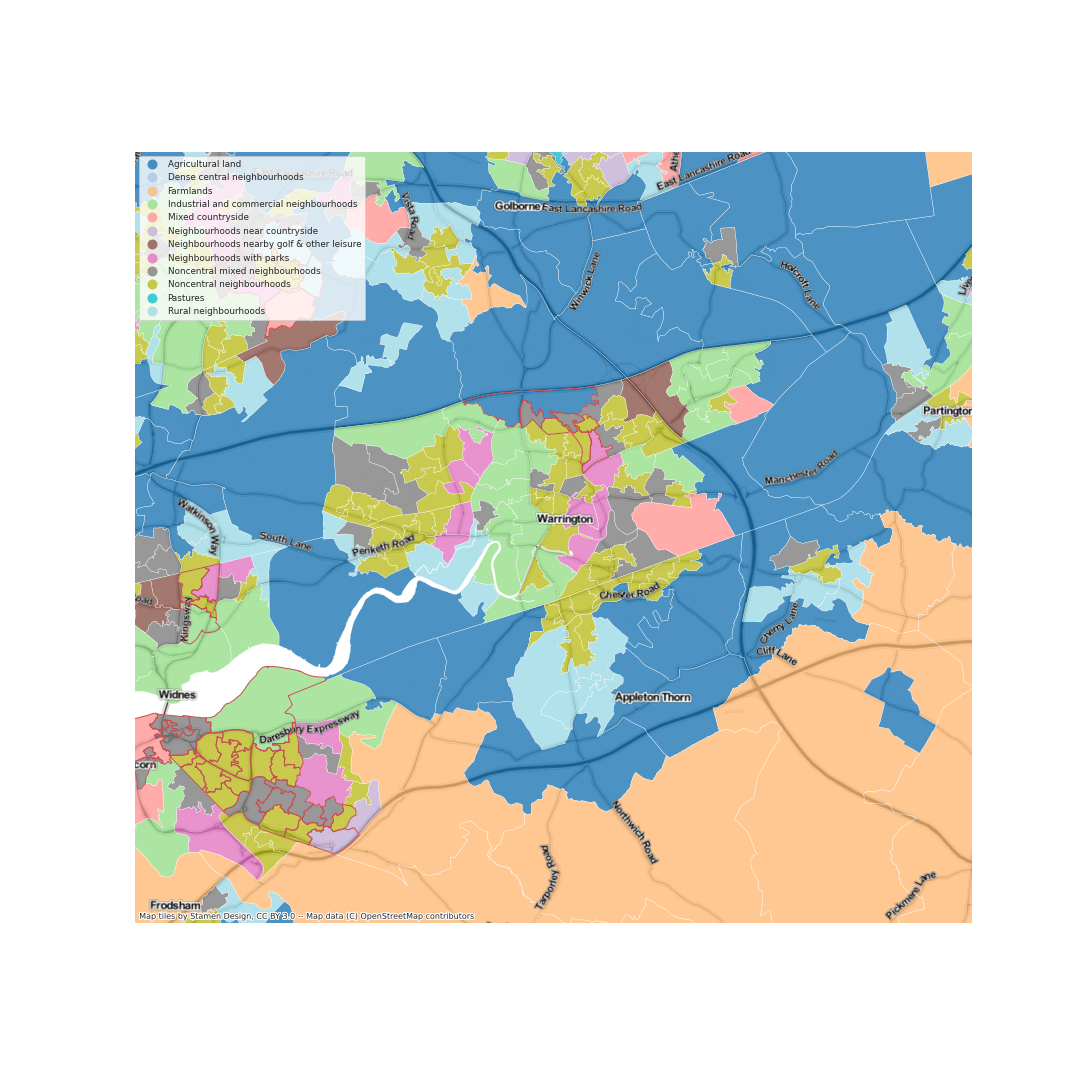 Agricultural land
Dense central neighbourhoods
Farmlands
Industrial and commercial neighbourhoods
Mixed countryside
Neighbourhoods near countryside
Neighbourhoods nearby golf & other leisure
Neighbourhoods with parks
Noncentral mixed neighbourhoods
Noncentral neighbourhoods
Pastures
Rural neighbourhoods
East Lancashire Road
Vista Road
Golborne
East Lancashire Road
Winwick Lane
Holcroft Lane
Partington
Manchester Road
Watkinson Way
South Lane
Penketh Road
Warrington
Chester Road
Kingsway
Cherry Lane
Cliff Lane
Widnes
Appleton Thorn
Daresbury Expressway
Northwich Road
Tarporley Road
Pickmere Lane
Frodsham
Map tiles by Stamen Design, CC BY 3.0 -- Map data (C) OpenStreetMap contributors